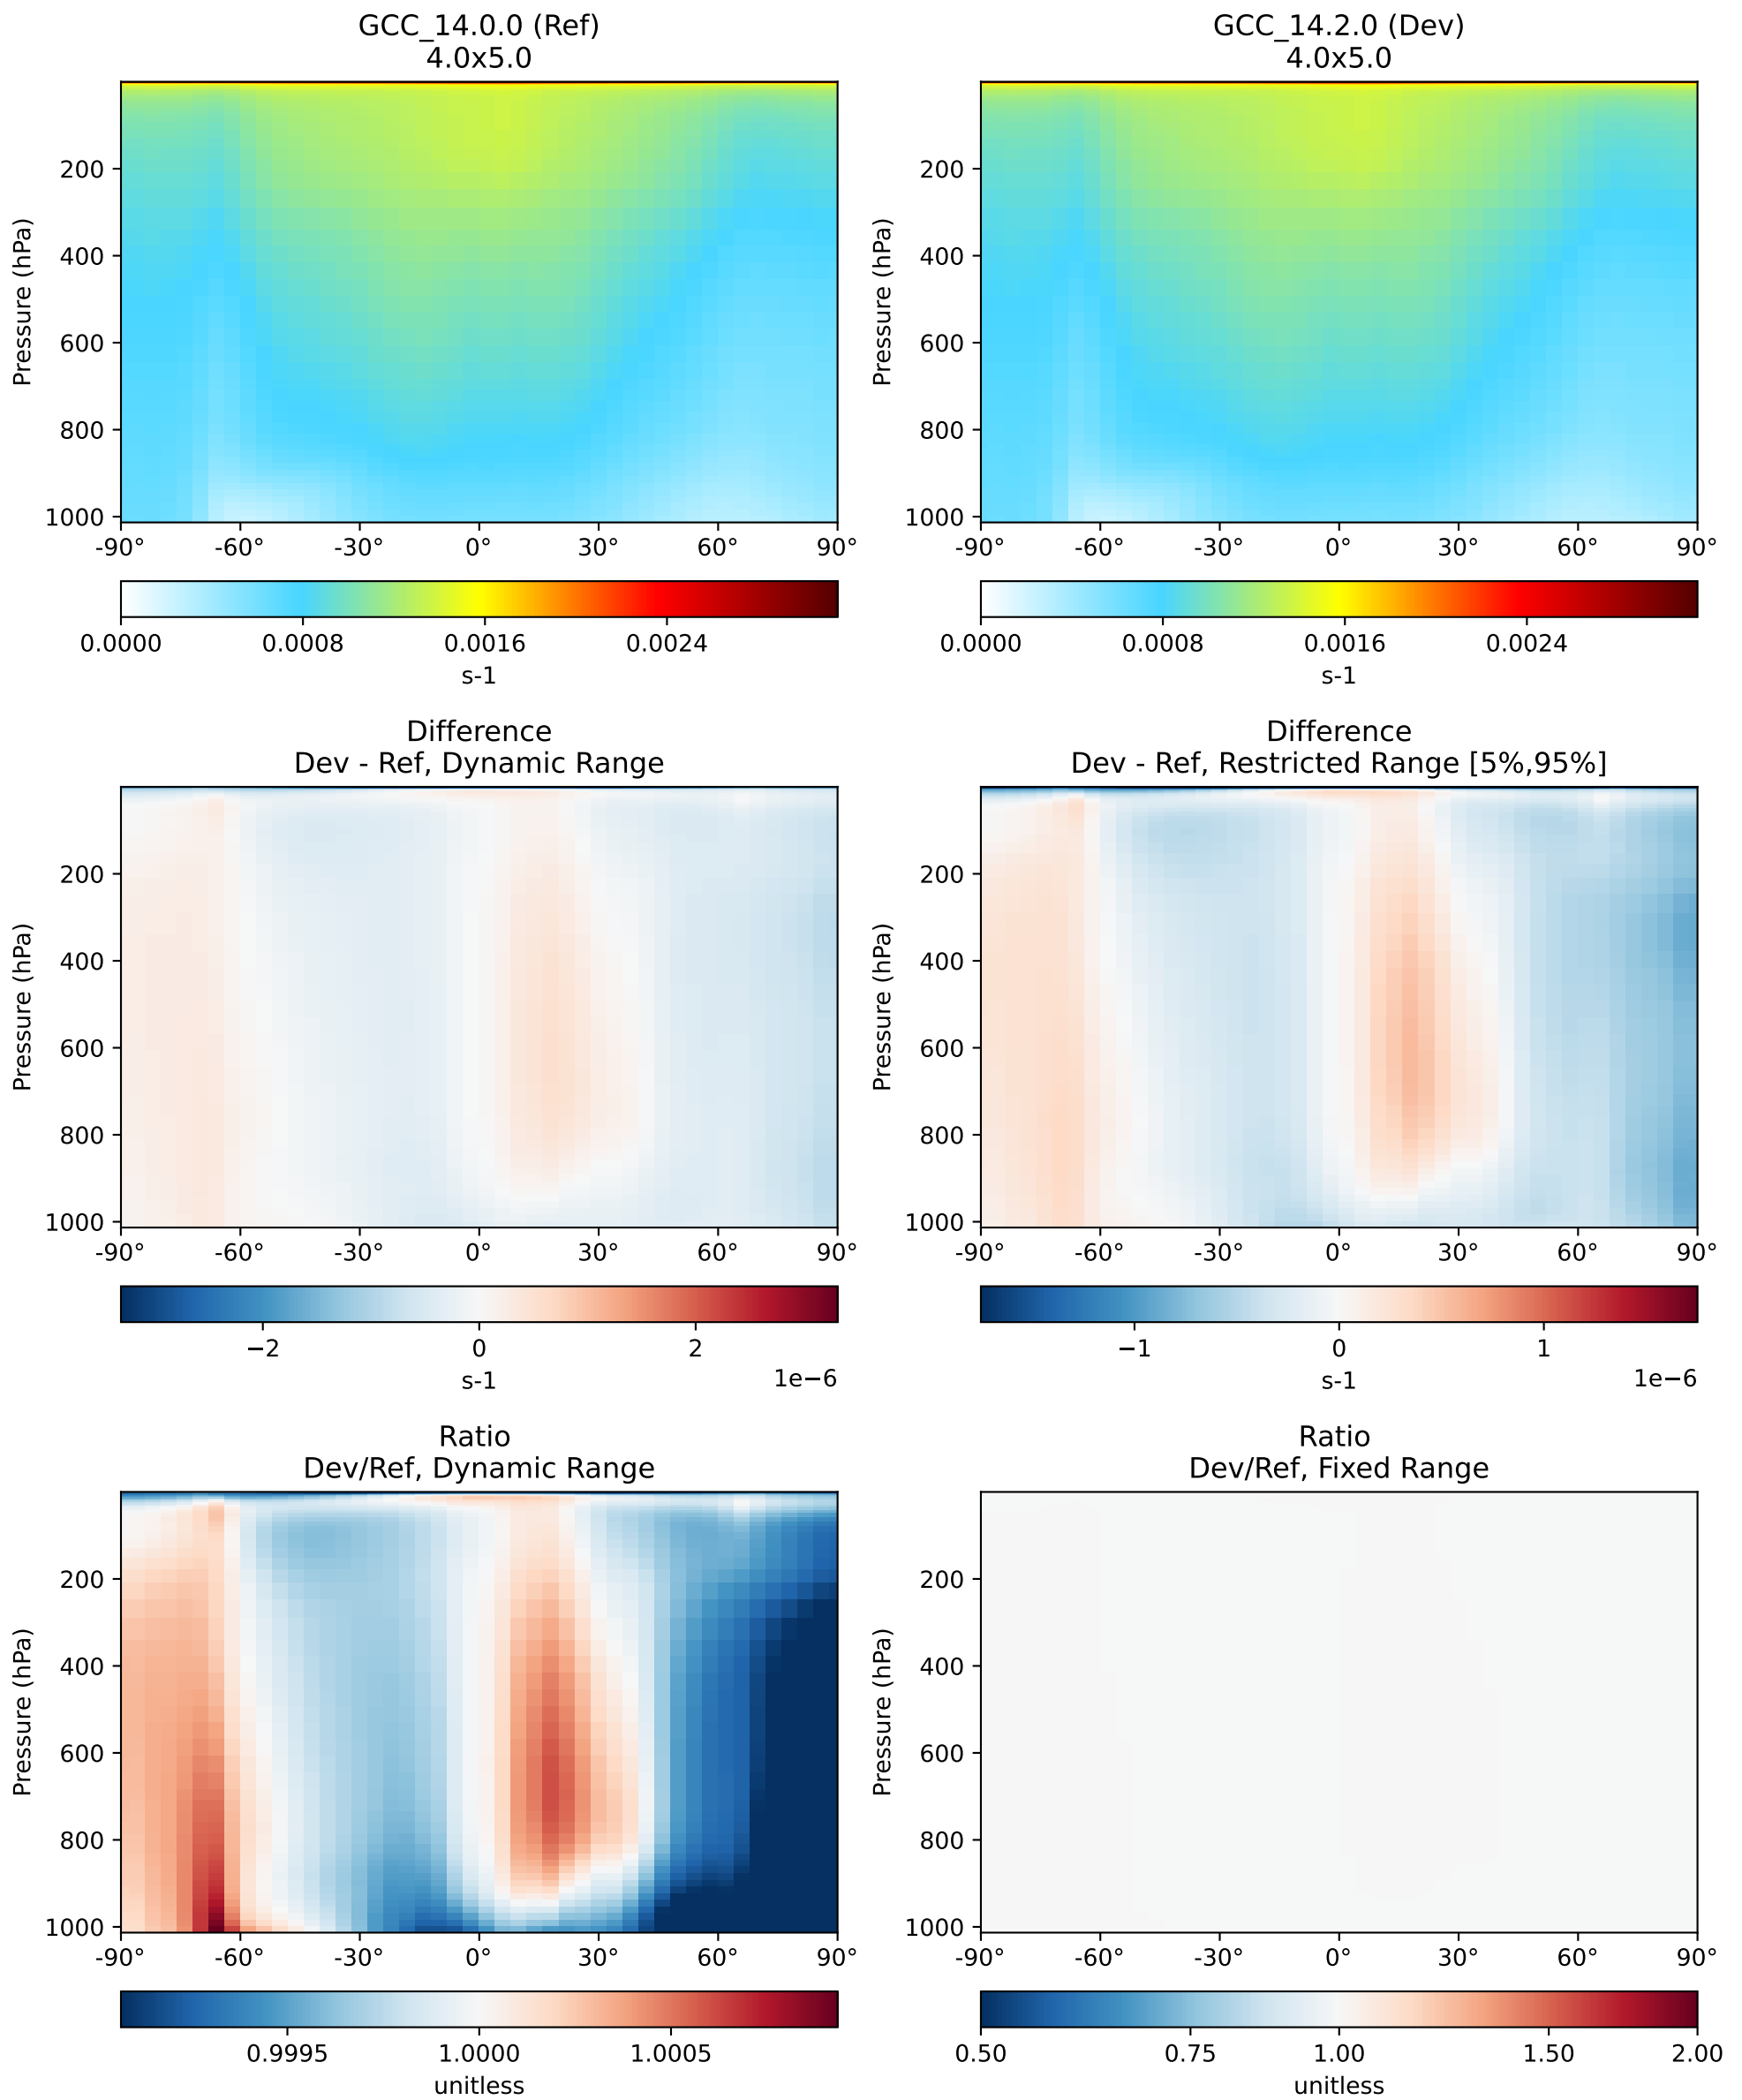 GCC_14.0.0 (Ref)
4.0x5.0
Pressure (hPa)
200
400
600
800
1000
-90° -60° -30° 0° 30° 60° 90°
0.0000 0.0008 0.0016 0.0024
s-1
GCC_14.2.0 (Dev)
4.0x5.0
Pressure (hPa)
200
400
600
800
1000
-90° -60° -30° 0° 30° 60° 90°
0.0000 0.0008 0.0016 0.0024
s-1
Difference
Dev - Ref, Dynamic Range
Pressure (hPa)
200
400
600
800
1000
-90° -60° -30° 0° 30° 60° 90°
−2 0 2
s-1 1e−6
Difference
Dev - Ref, Restricted Range [5%,95%]
Pressure (hPa)
200
400
600
800
1000
-90° -60° -30° 0° 30° 60° 90°
−1 0 1
s-1 1e−6
Ratio
Dev/Ref, Dynamic Range
Pressure (hPa)
200
400
600
800
1000
-90° -60° -30° 0° 30° 60° 90°
0.9995 1.0000 1.0005
unitless
Ratio
Dev/Ref, Fixed Range
Pressure (hPa)
200
400
600
800
1000
-90° -60° -30° 0° 30° 60° 90°
0.50 0.75 1.00 1.50 2.00
unitless